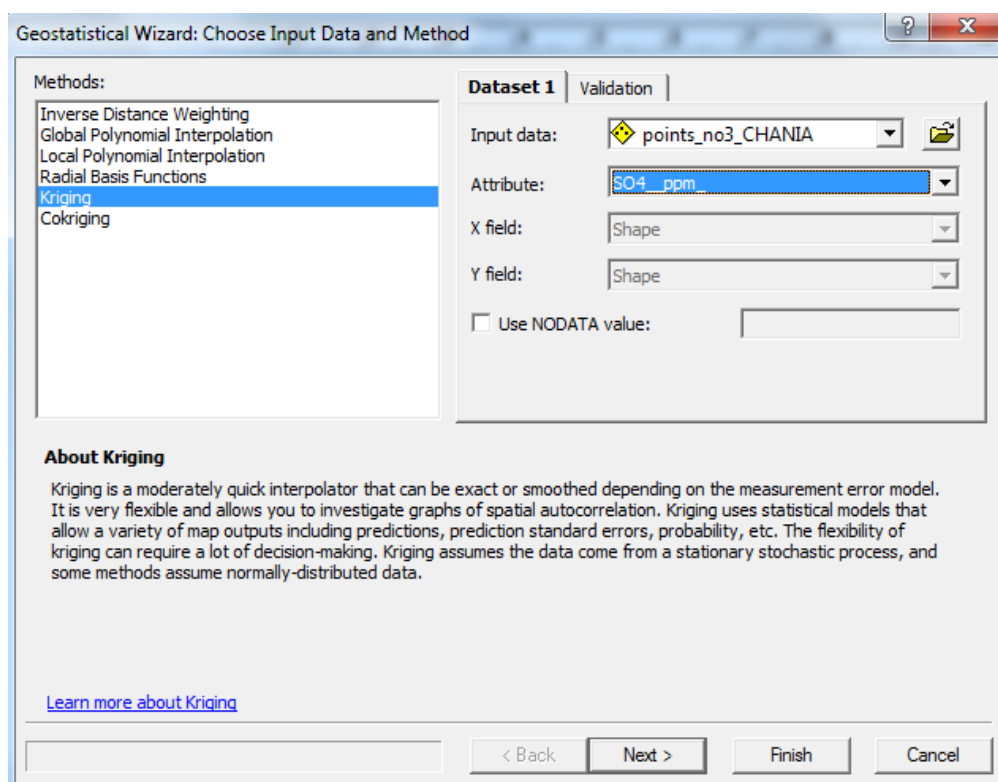 Geostatistical Wizard: Choose Input Data and Method
Methods:
Inverse Distance Weighting
Global Polynomial Interpolation
Local Polynomial Interpolation
Radial Basis Functions
Kriging
Cokriging
Dataset 1
Validation
Input data:
points_no3_CHANIA
Attribute:
SO4__ppm_
X field:
Shape
Y field:
Shape
Use NODATA value:
About Kriging
Kriging is a moderately quick interpolator that can be exact or smoothed depending on the measurement error model.
It is very flexible and allows you to investigate graphs of spatial autocorrelation. Kriging uses statistical models that
allow a variety of map outputs including predictions, prediction standard errors, probability, etc. The flexibility of
kriging can require a lot of decision-making. Kriging assumes the data come from a stationary stochastic process, and
some methods assume normally-distributed data.
Learn more about Kriging
< Back
Next >
Finish
Cancel